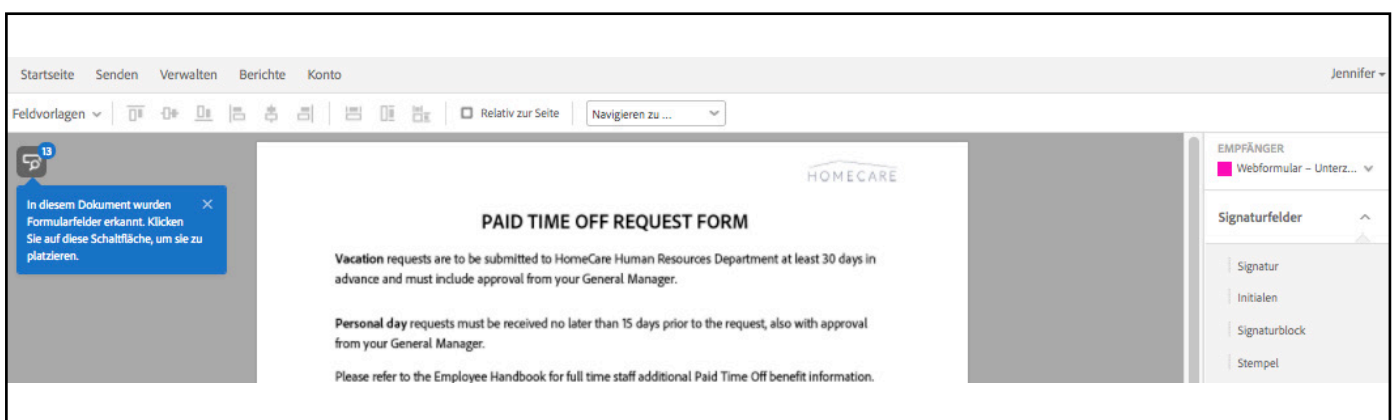 Startseite Senden Verwalten Berichte Konto Jennifer
Feldvorlagen Relativ zur Seite Navigieren zu ...
13
In diesem Dokument wurden
Formularfelder erkannt. Klicken
Sie auf diese Schaltfläche, um sie zu
platzieren.
HOMECARE
PAID TIME OFF REQUEST FORM
Vacation requests are to be submitted to HomeCare Human Resources Department at least 30 days in
advance and must include approval from your General Manager.
Personal day requests must be received no later than 15 days prior to the request, also with approval
from your General Manager.
Please refer to the Employee Handbook for full time staff additional Paid Time Off benefit information.
EMPFÄNGER
Webformular – Unterz...
Signaturfelder
Signatur
Initialen
Signaturblock
Stempel